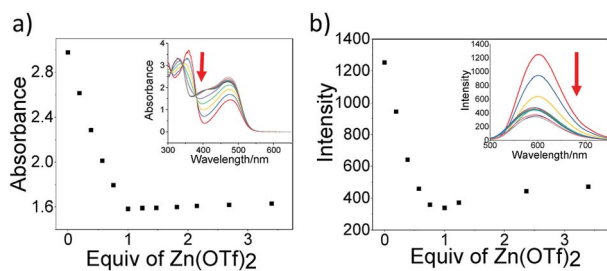 a)
Absorbance
2.8
2.4
2.0
1.6
0 1 2 3
Equiv of Zn(OTf)2
Absorbance
4
3
2
1
0
300 400 500 600
Wavelength/nm
b)
Intensity
1400
1200
1000
800
600
400
200
0 1 2 3
Equiv of Zn(OTf)2
Intensity
1400
1200
1000
800
600
400
200
0
500 600 700
Wavelength/nm